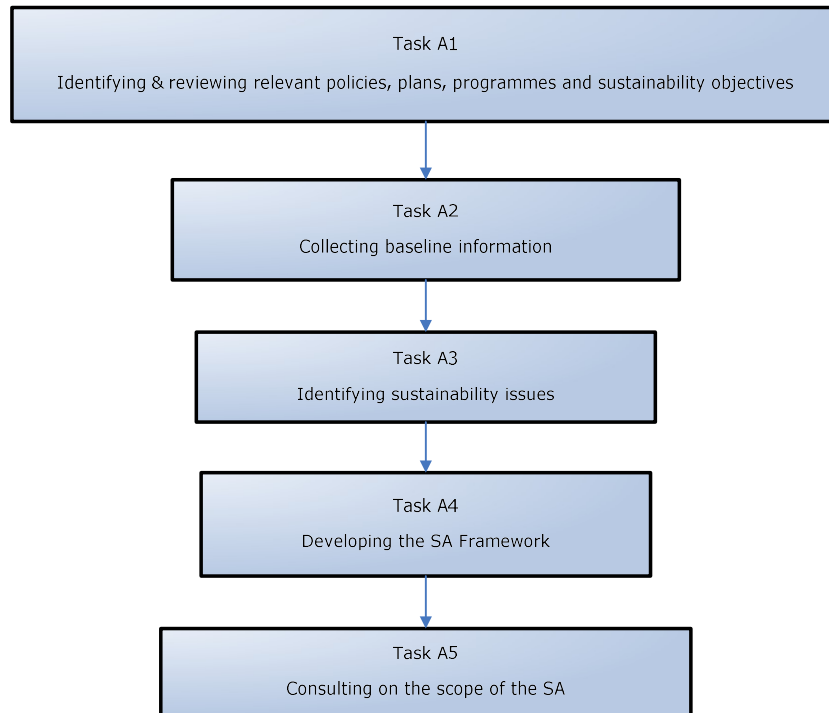 Task A1
Identifying & reviewing relevant policies, plans, programmes and sustainability objectives
Task A2
Collecting baseline information
Task A3
Identifying sustainability issues
Task A4
Developing the SA Framework
Task A5
Consulting on the scope of the SA